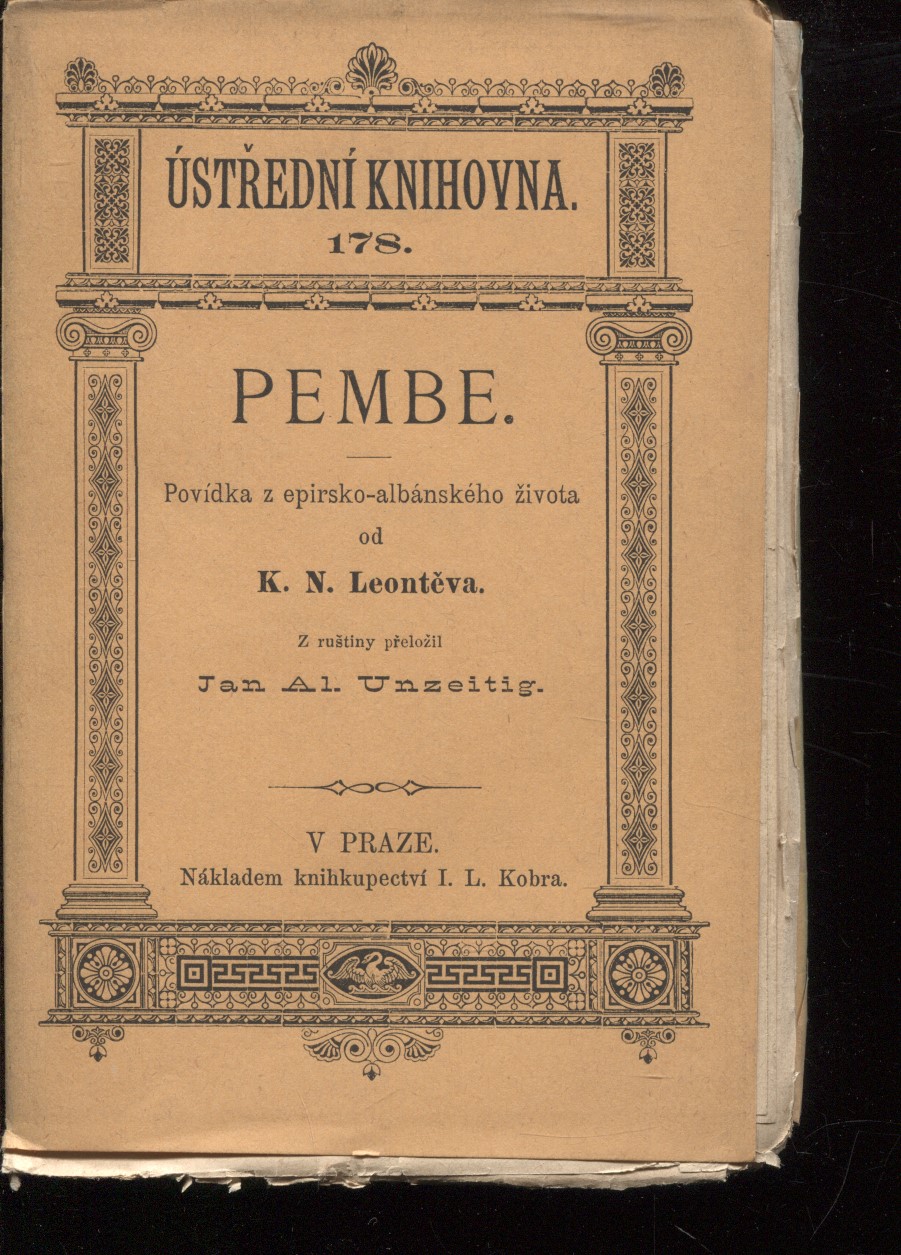 ÚSTŘEDNÍ KNIHOVNA.
178.
PEMBE.
Povídka z epirsko-albánského života
od
K. N. Leontěva.
Z ruštiny přeložil
Jan Al. Unzeitig.
V PRAZE.
Nákladem knihkupectví I. L. Kobra.